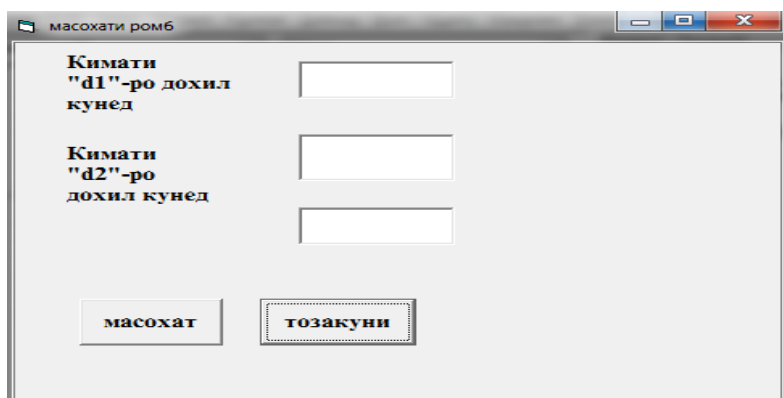 масохати ромб
Кимати
"d1"-ро дохил
кунед
Кимати
"d2"-ро
дохил кунед
масохат
тозакуни